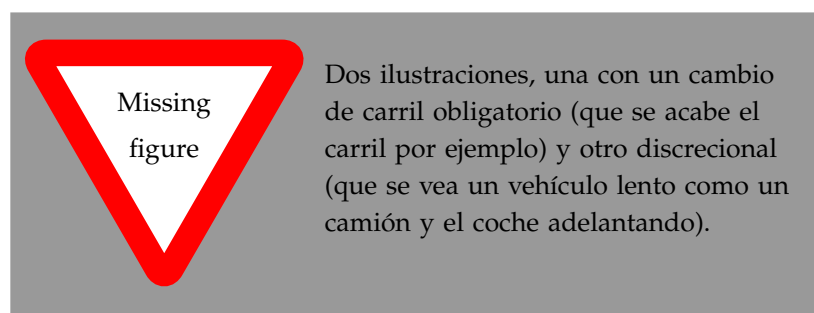 Missing
figure
Dos ilustraciones, una con un cambio
de carril obligatorio (que se acabe el
carril por ejemplo) y otro discrecional
(que se vea un vehículo lento como un
camión y el coche adelantando).